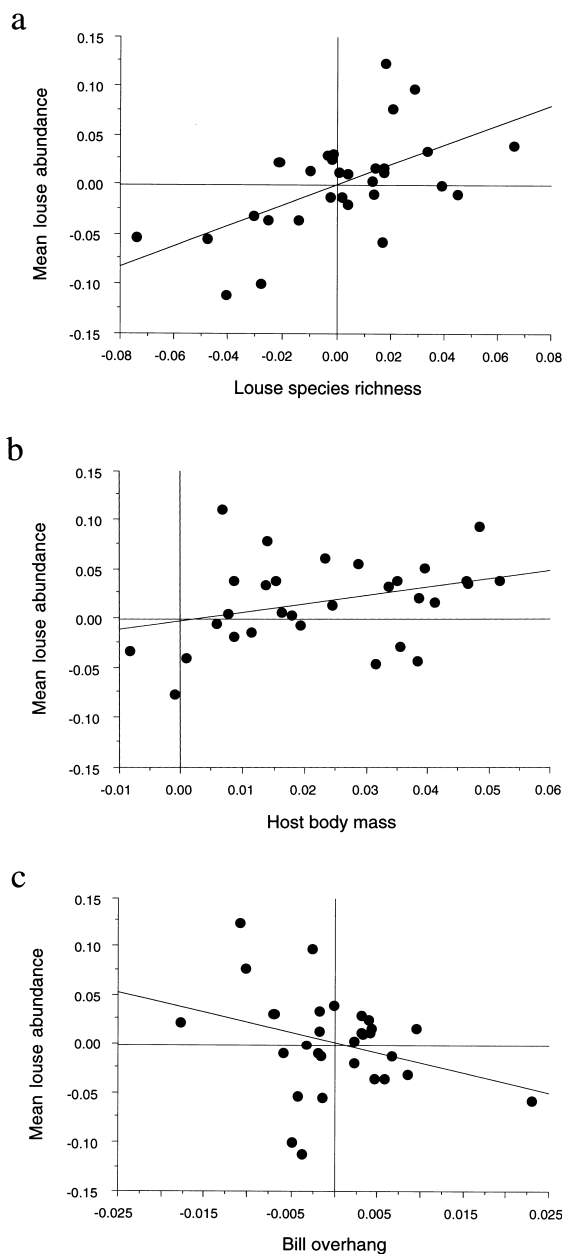 a
0.15
0.10
0.05
0.00
-0.05
-0.10
-0.15
Mean louse abundance
-0.08 -0.06 -0.04 -0.02 0.00 0.02 0.04 0.06 0.08
Louse species richness
b
0.15
0.10
0.05
0.00
-0.05
-0.10
-0.15
Mean louse abundance
-0.01 0.00 0.01 0.02 0.03 0.04 0.05 0.06
Host body mass
c
0.15
0.10
0.05
0.00
-0.05
-0.10
-0.15
Mean louse abundance
-0.025 -0.015 -0.005 0.005 0.015 0.025
Bill overhang